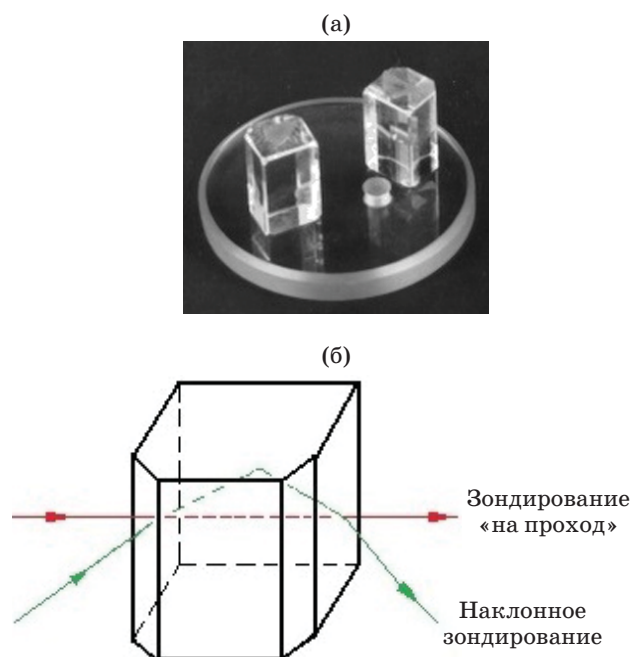 (а)
(б)
Зондирование
«на проход»
Наклонное
зондирование